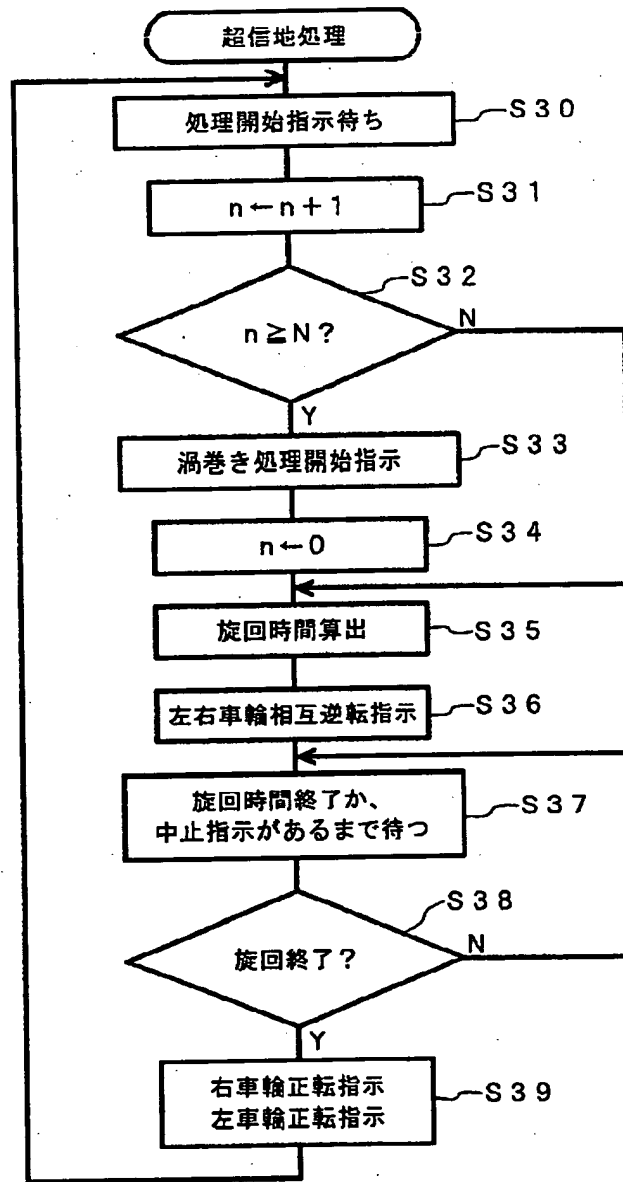 超信地処理
処理開始指示待ち
S30
n←n+1
S31
n≧N?
S32
N
Y
渦巻き処理開始指示
S33
n←0
S34
旋回時間算出
S35
左右車輪相互逆転指示
S36
旋回時間終了か、
中止指示があるまで待つ
S37
旋回終了?
S38
N
Y
右車輪正転指示
左車輪正転指示
S39